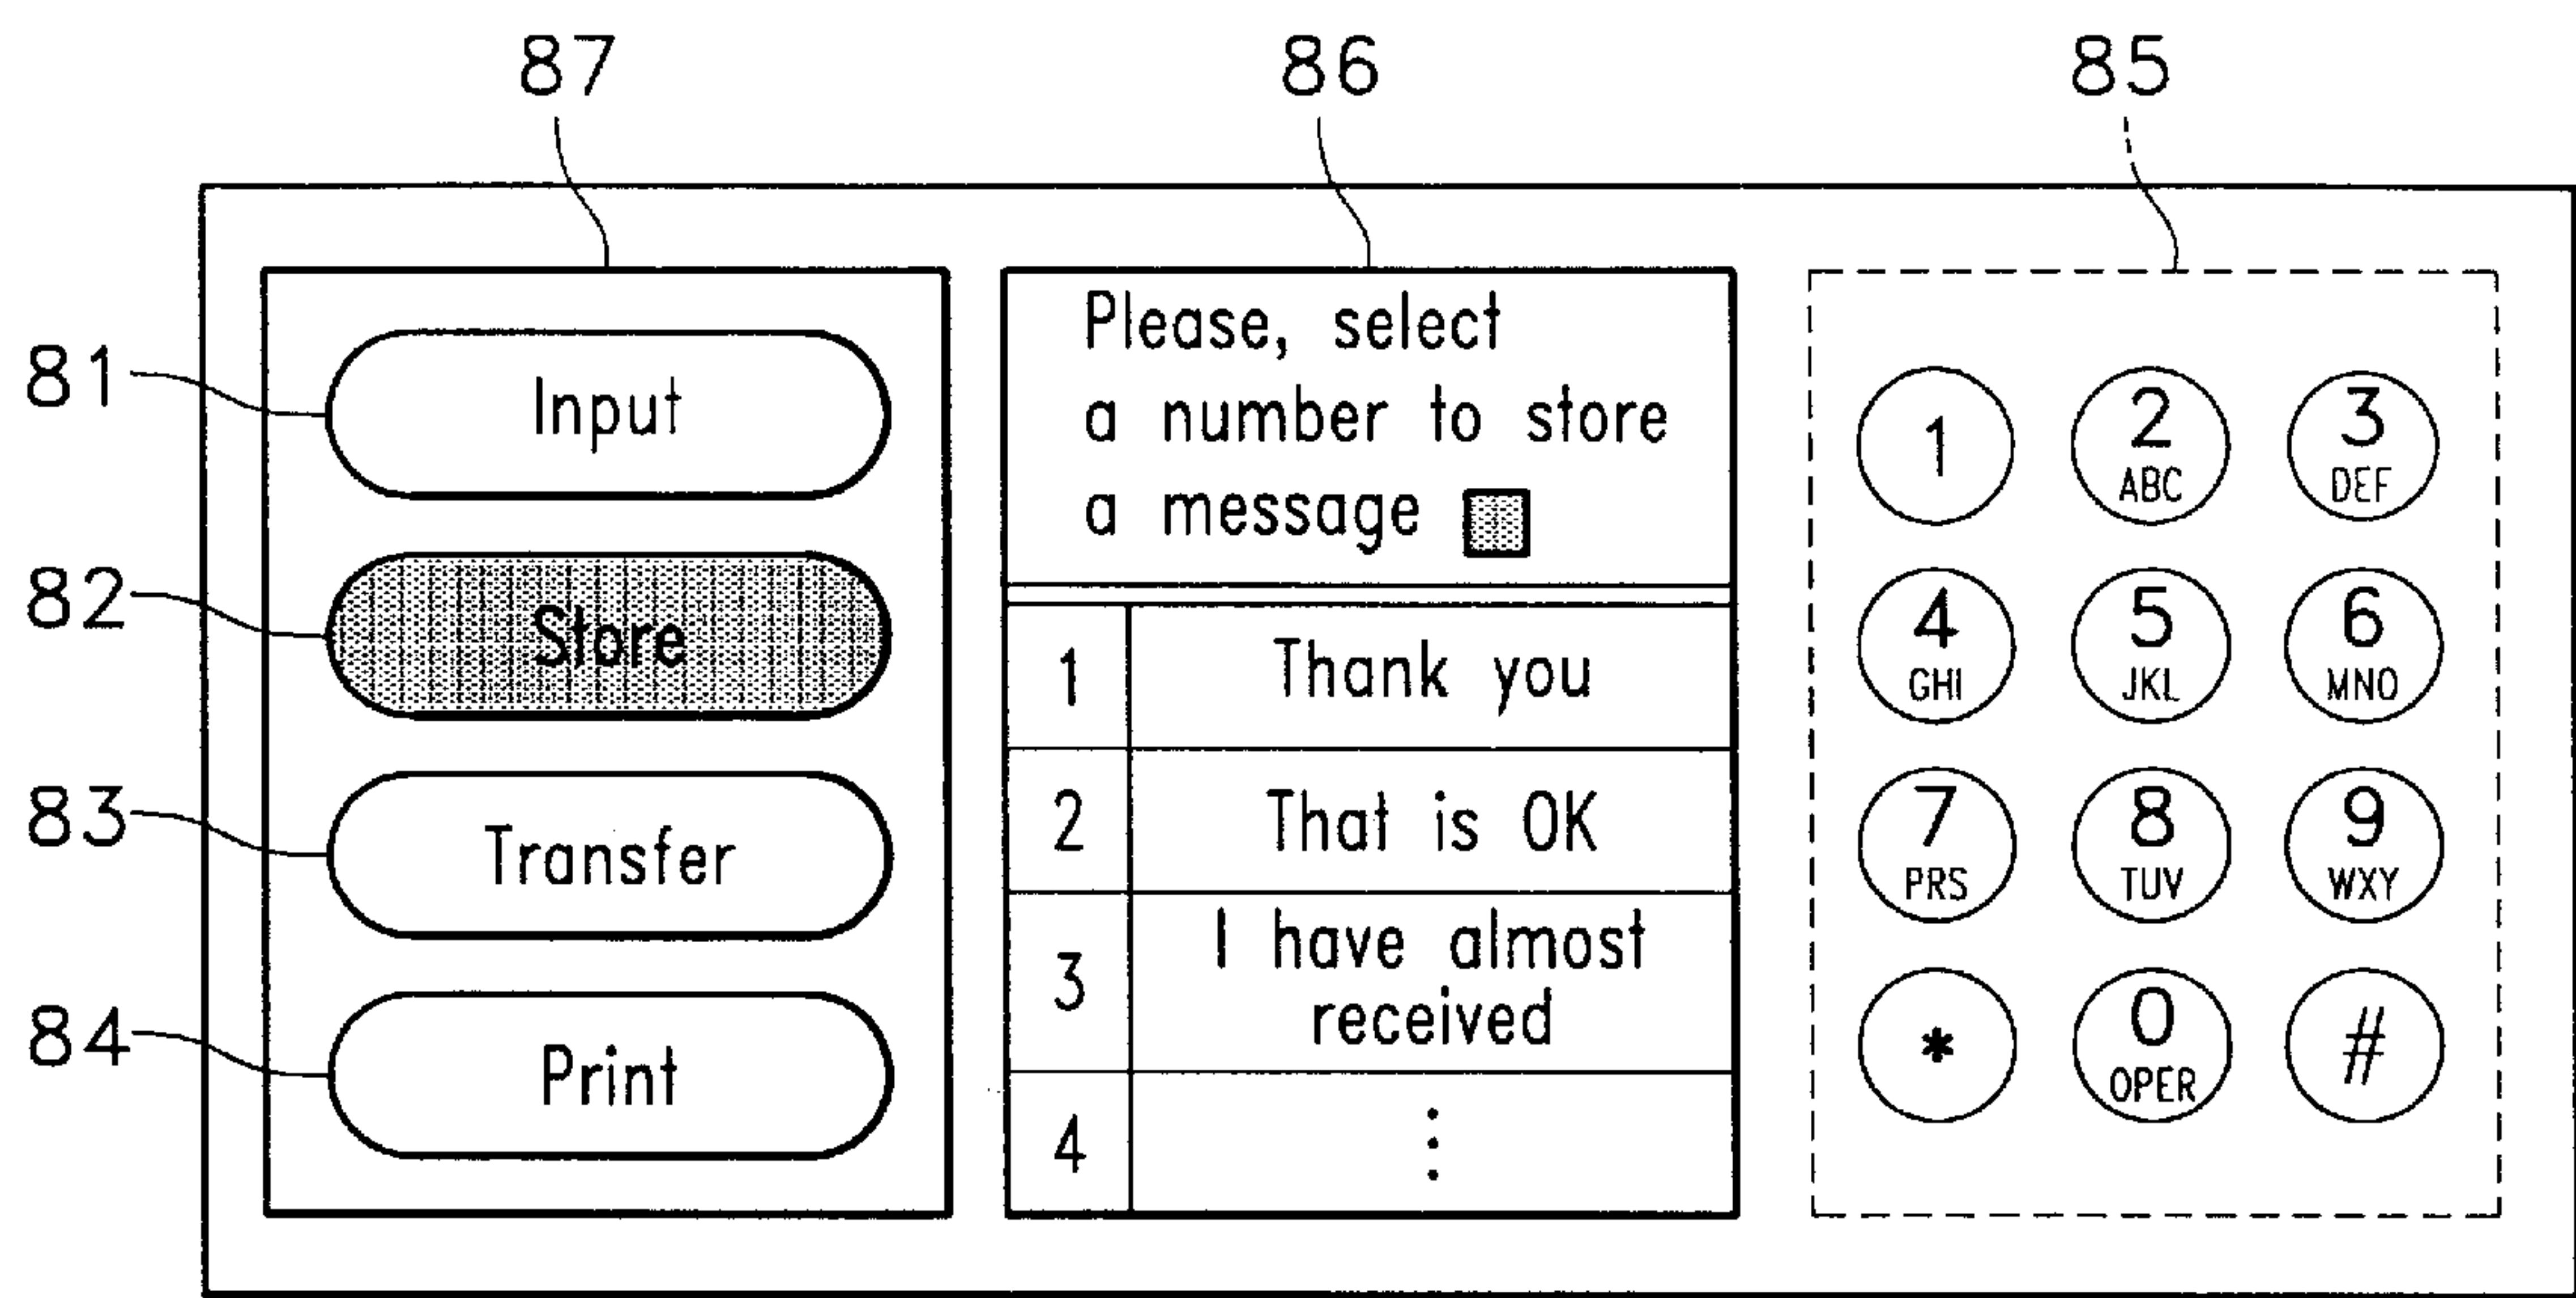 87 86 85
81 Input
82 Store
83 Transfer
84 Print
Please, select
a number to store
a message
1 Thank you
2 That is OK
3 I have almost
received
4 ⋮
1 2 3
ABC DEF
4 5 6
GHI JKL MNO
7 8 9
PRS TUV WXY
* 0 #
OPER